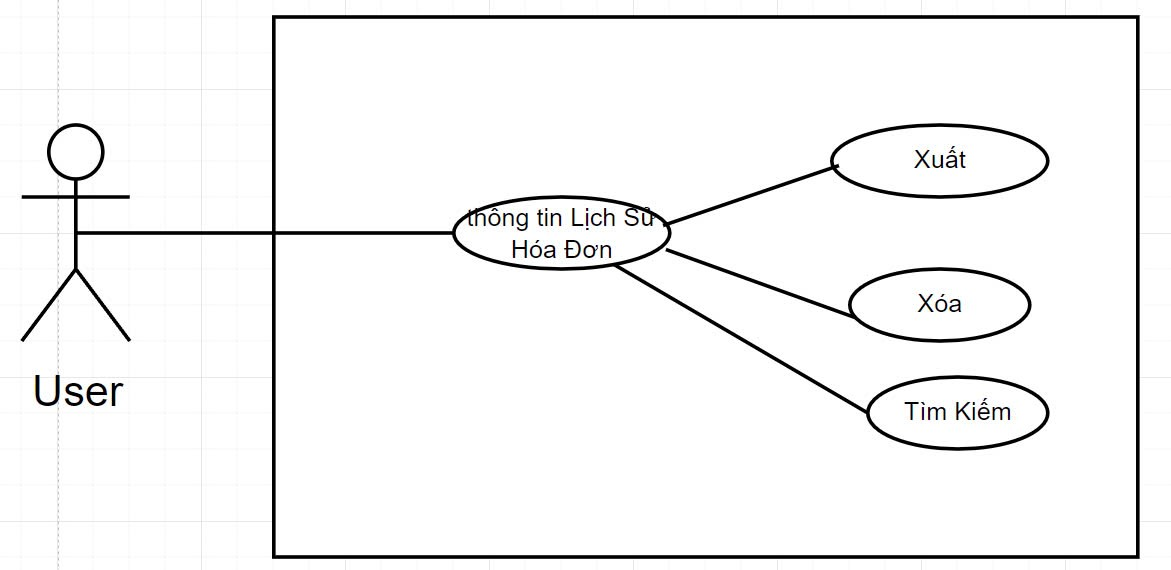 Xuất
thông tin Lịch Sử
Hóa Đơn
Xóa
Tìm Kiếm
User